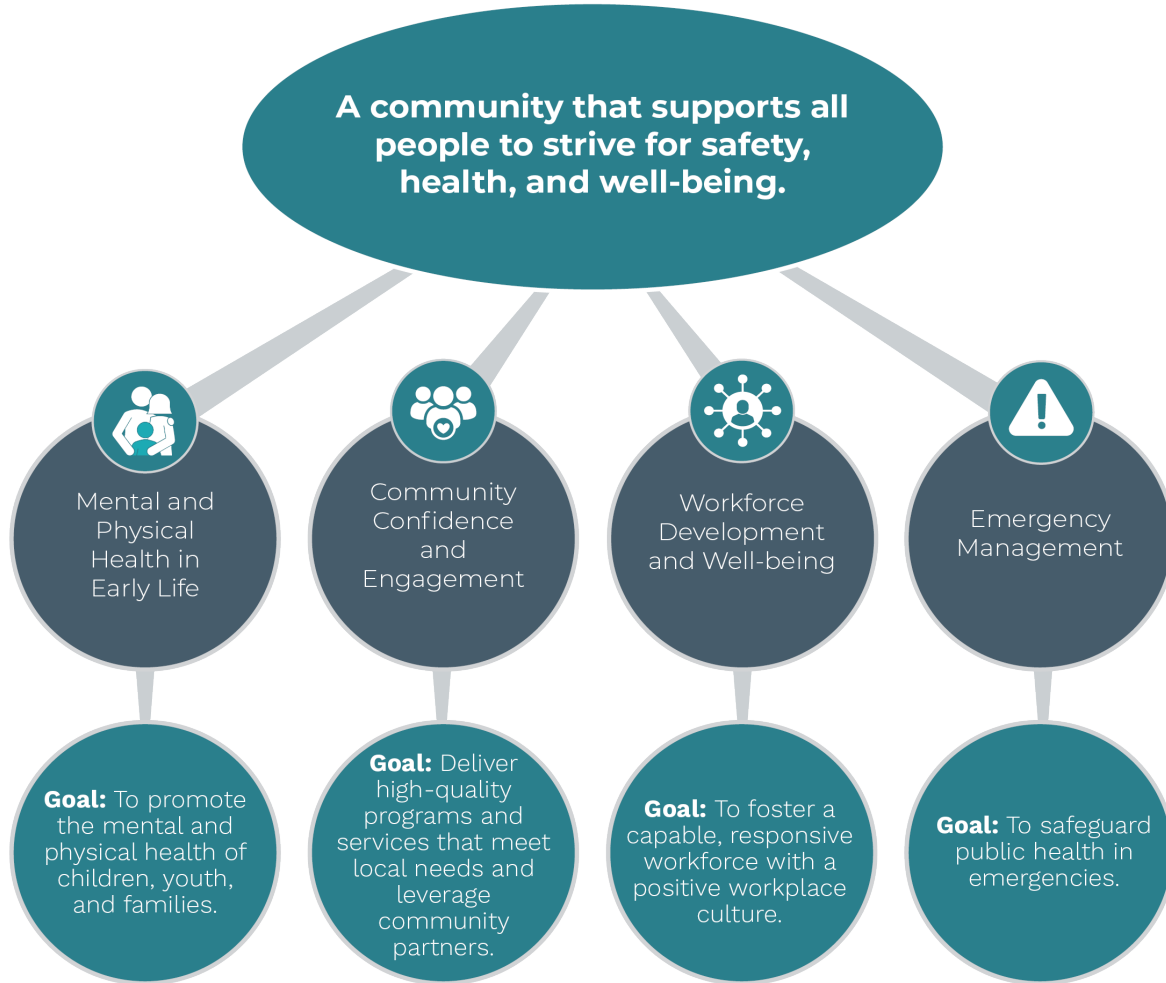 A community that supports all
people to strive for safety,
health, and well-being.
Mental and
Physical
Health in
Early Life
Community
Confidence
and
Engagement
Workforce
Development
and Well-being
Emergency
Management
Goal: To promote
the mental and
physical health of
children, youth,
and families.
Goal: Deliver
high-quality
programs and
services that meet
local needs and
leverage
community
partners.
Goal: To foster a
capable, responsive
workforce with a
positive workplace
culture.
Goal: To safeguard
public health in
emergencies.